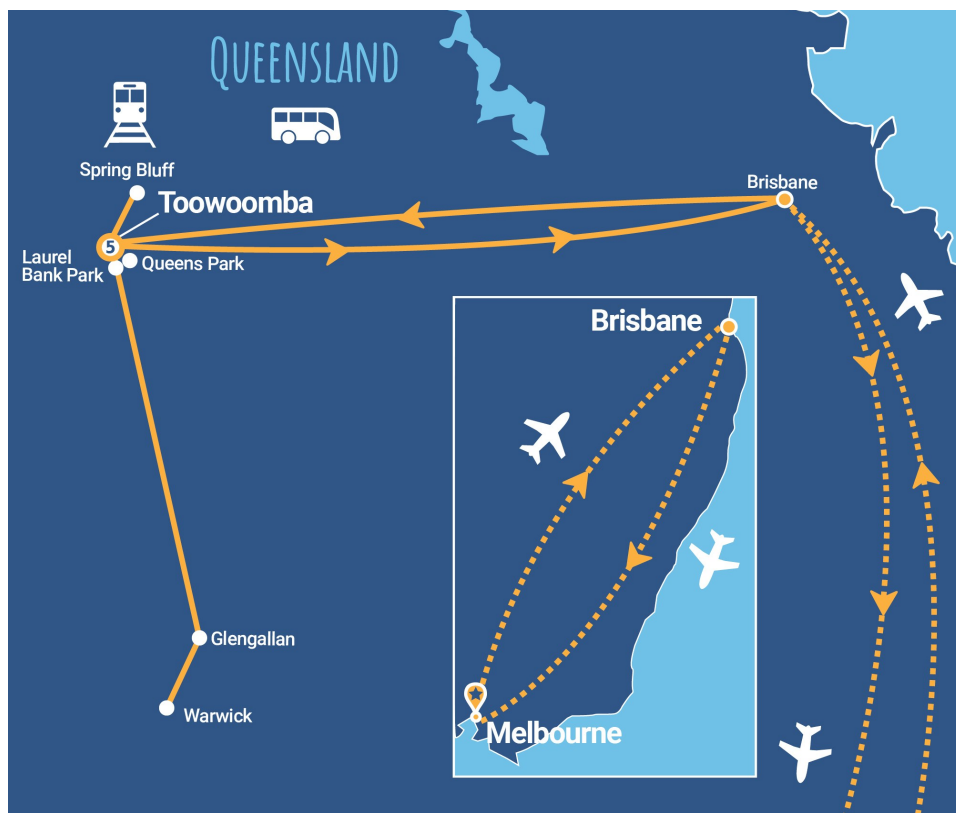 QUEENSLAND
Spring Bluff
Toowoomba
Brisbane
5
Laurel
Bank Park
Queens Park
Brisbane
Glengallan
Warwick
Melbourne